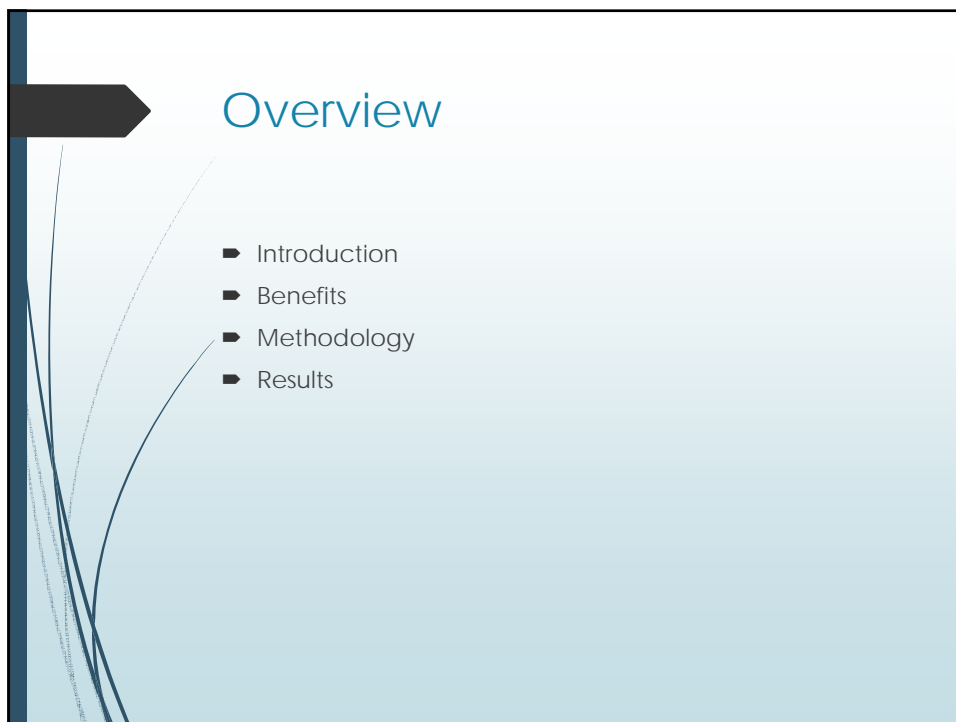 Overview
Introduction
Benefits
Methodology
Results